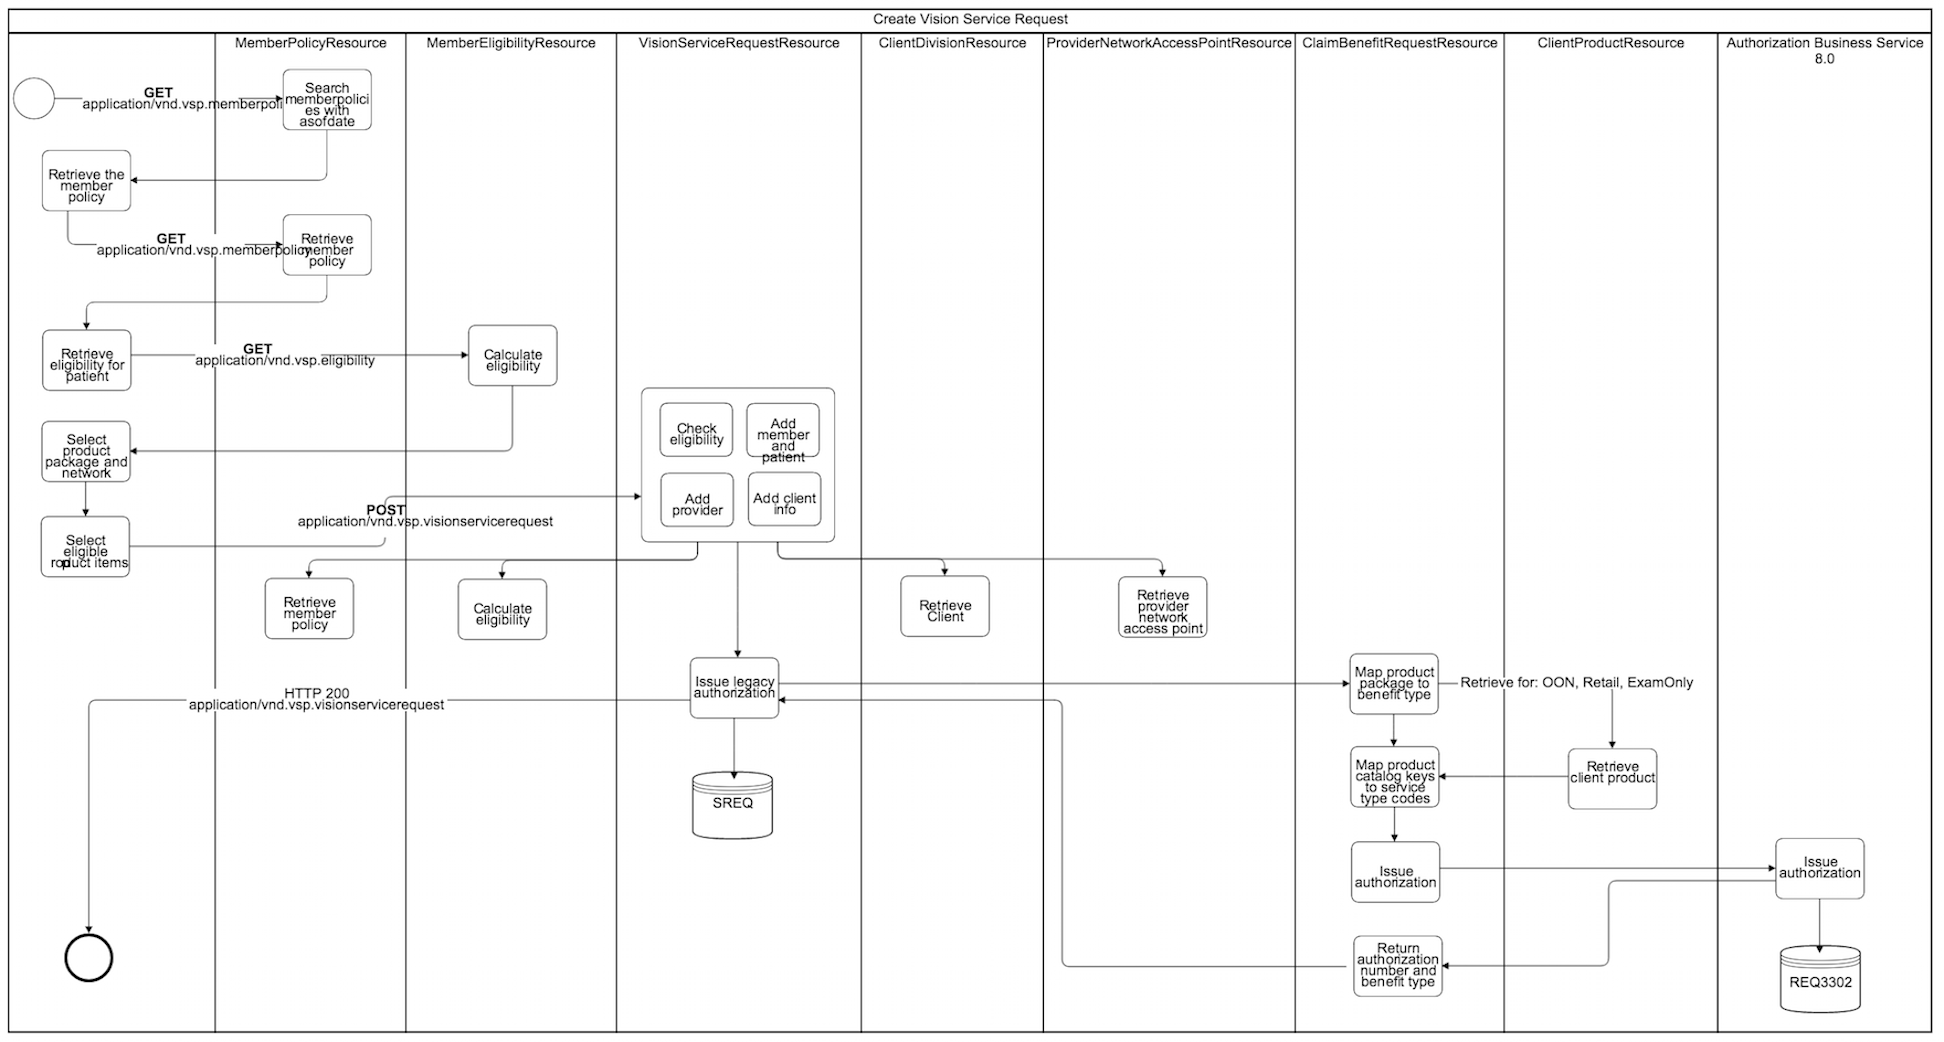 Create Vision Service Request
MemberPolicyResource
MemberEligibilityResource
VisionServiceRequestResource
ClientDivisionResource
ProviderNetworkAccessPointResource
ClaimBenefitRequestResource
ClientProductResource
Authorization Business Service
8.0
GET
application/vnd.vsp.memberpoli
Search
memberpolici
es with
asofdate
Retrieve the
member
policy
GET
application/vnd.vsp.memberpolicy
Retrieve
member
policy
Retrieve
eligibility for
patient
GET
application/vnd.vsp.eligibility
Calculate
eligibility
Select
product
package and
network
Check
eligibility
Add
member
and
patient
Add
provider
Add client
info
POST
application/vnd.vsp.visionservicerequest
Select
eligible
product items
Retrieve
member
policy
Calculate
eligibility
Retrieve
Client
Retrieve
provider
network
access point
Issue legacy
authorization
Map product
package to
benefit type
Retrieve for: OON, Retail, ExamOnly
HTTP 200
application/vnd.vsp.visionservicerequest
SREQ
Map product
catalog keys
to service
type codes
Retrieve
client product
Issue
authorization
Issue
authorization
Return
authorization
number and
benefit type
REQ3302